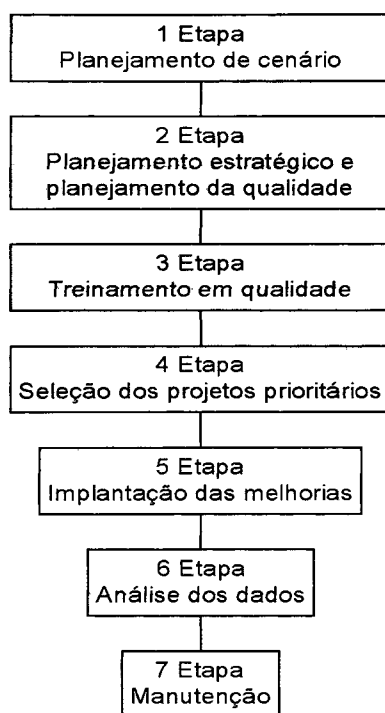 1 Etapa
Planejamento de cenário
2 Etapa
Planejamento estratégico e
planejamento da qualidade
3 Etapa
Treinamento em qualidade
4 Etapa
Seleção dos projetos prioritários
5 Etapa
Implantação das melhorias
6 Etapa
Análise dos dados
7 Etapa
Manutenção